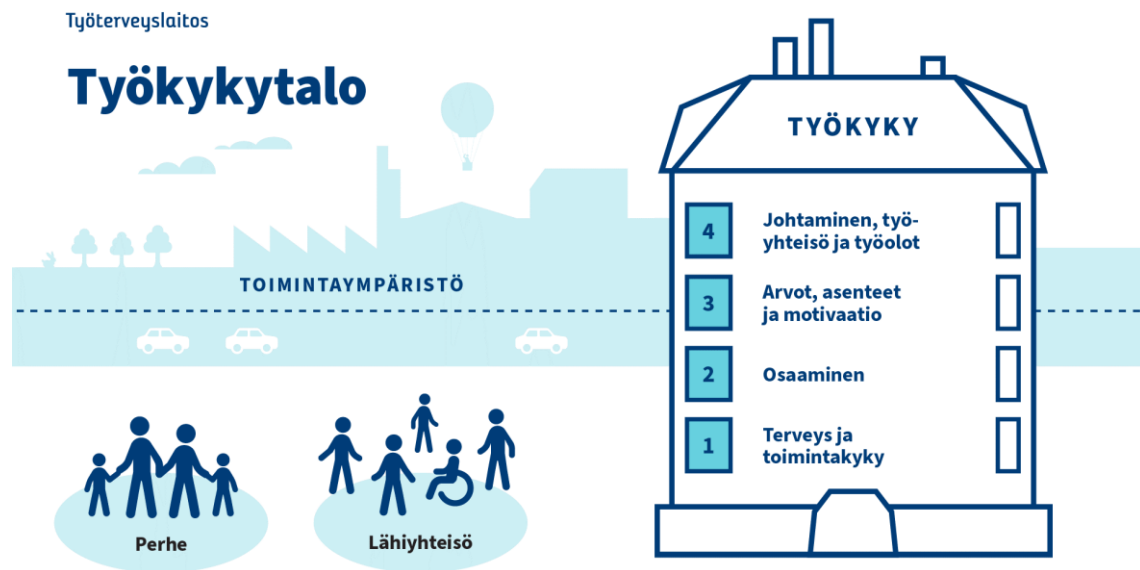 Työterveyslaitos
Työkykytalo
TYÖKYKY
4
Johtaminen, työ-
yhteisö ja työolot
3
Arvot, asenteet
ja motivaatio
2
Osaaminen
1
Terveys ja
toimintakyky
TOIMINTAYMPÄRISTÖ
Perhe
Lähiyhteisö